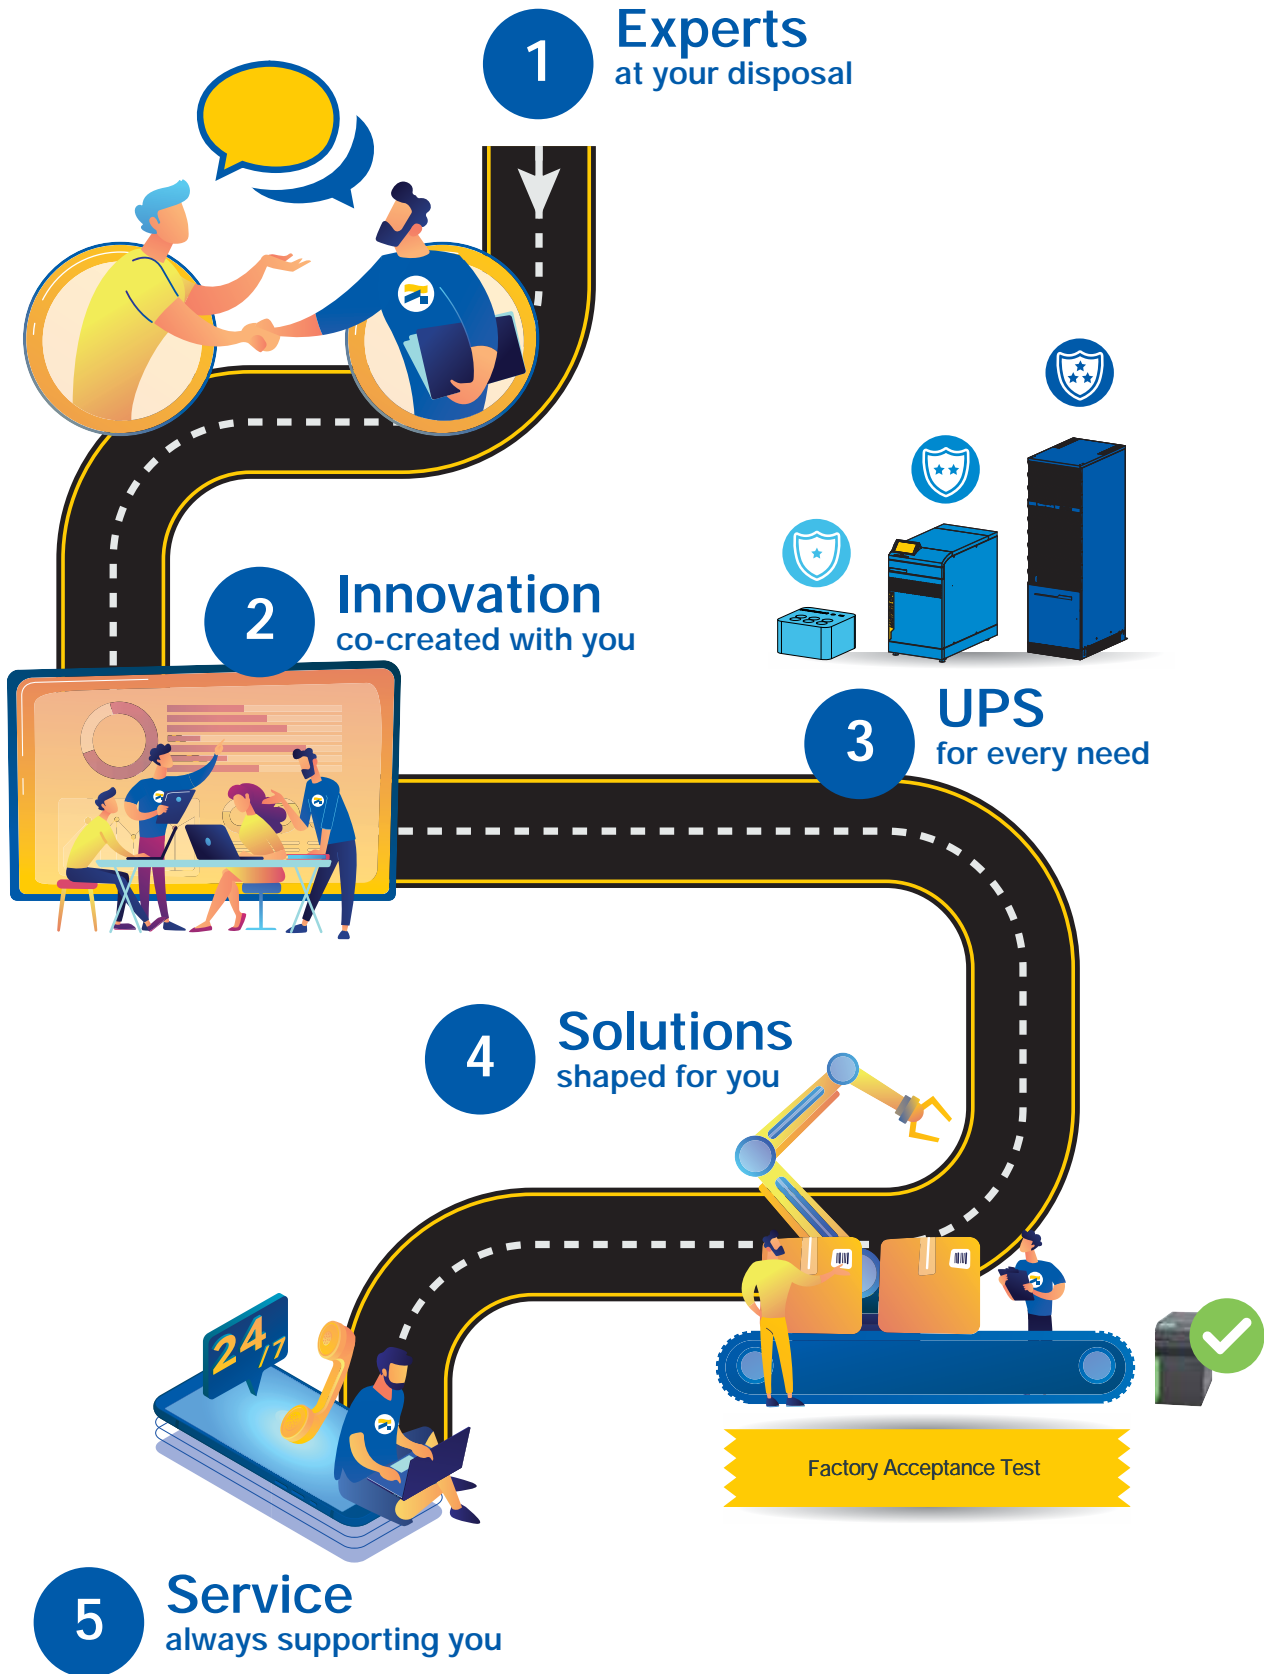 1
Experts
at your disposal
2
Innovation
co-created with you
3
UPS
for every need
4
Solutions
shaped for you
24/7
Factory Acceptance Test
5
Service
always supporting you